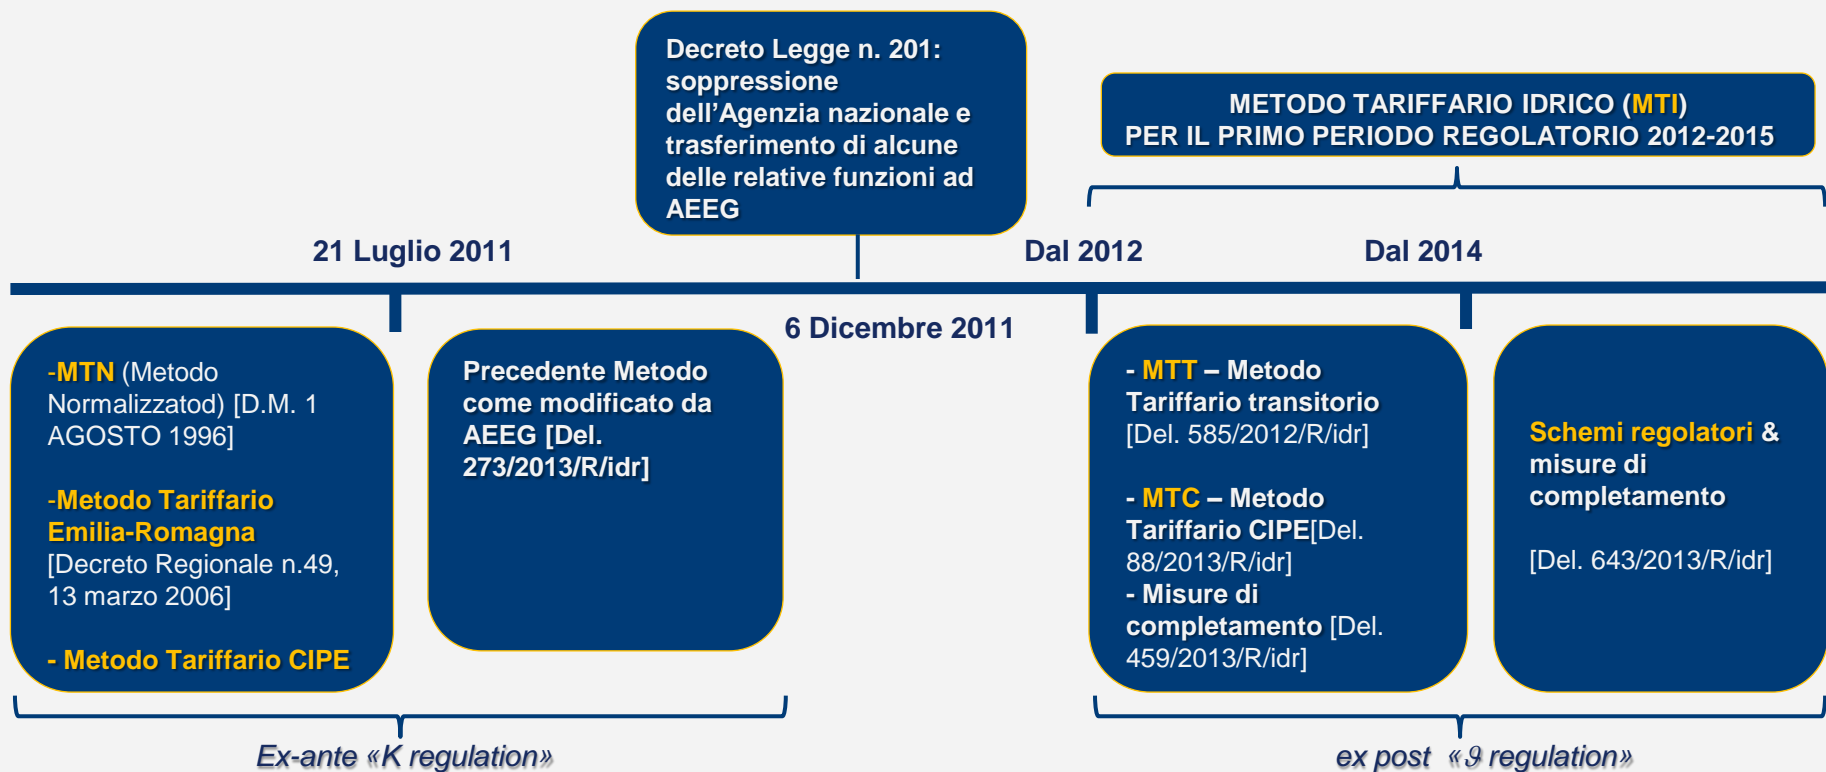 Decreto Legge n. 201:
soppressione
dell'Agenzia nazionale e
trasferimento di alcune
delle relative funzioni ad
AEEG
METODO TARIFFARIO IDRICO (MTI)
PER IL PRIMO PERIODO REGOLATORIO 2012-2015
21 Luglio 2011
Dal 2012
Dal 2014
6 Dicembre 2011
-MTN (Metodo
Normalizzatod) [D.M. 1
AGOSTO 1996]
-Metodo Tariffario
Emilia-Romagna
[Decreto Regionale n.49,
13 marzo 2006]
- Metodo Tariffario CIPE
Precedente Metodo
come modificato da
AEEG [Del.
273/2013/R/idr]
- MTT – Metodo
Tariffario transitorio
[Del. 585/2012/R/idr]
- MTC – Metodo
Tariffario CIPE[Del.
88/2013/R/idr]
- Misure di
completamento [Del.
459/2013/R/idr]
Schemi regolatori &
misure di
completamento
[Del. 643/2013/R/idr]
Ex-ante «K regulation»
ex post «ϑ regulation»